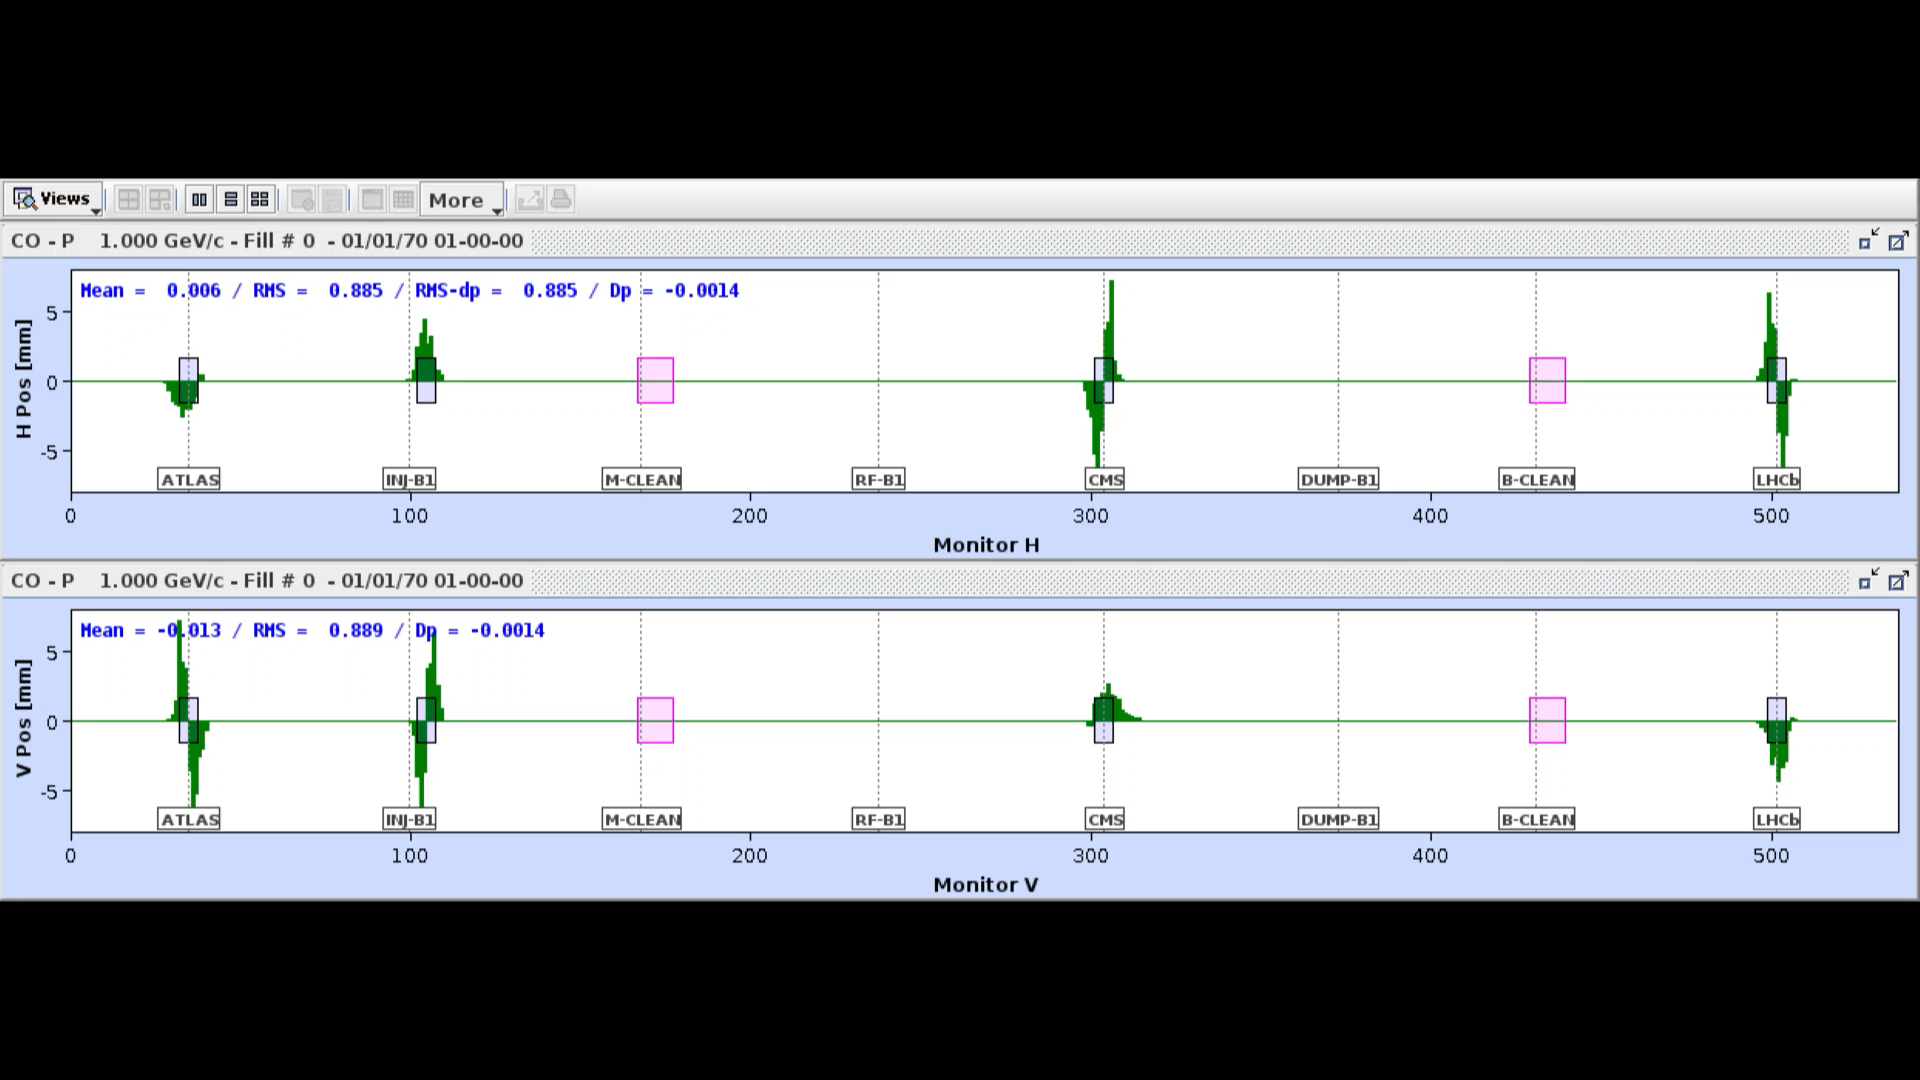 Views More
CO - P 1.000 GeV/c - Fill # 0 - 01/01/70 01-00-00
Mean = 0.006 / RMS = 0.885 / RMS-dp = 0.885 / Dp = -0.0014
H Pos [mm]
5
0
-5
ATLAS INJ-B1 M-CLEAN RF-B1 CMS DUMP-B1 B-CLEAN LHCb
0 100 200 300 400 500
Monitor H
CO - P 1.000 GeV/c - Fill # 0 - 01/01/70 01-00-00
Mean = -0.013 / RMS = 0.889 / Dp = -0.0014
V Pos [mm]
5
0
-5
ATLAS INJ-B1 M-CLEAN RF-B1 CMS DUMP-B1 B-CLEAN LHCb
0 100 200 300 400 500
Monitor V